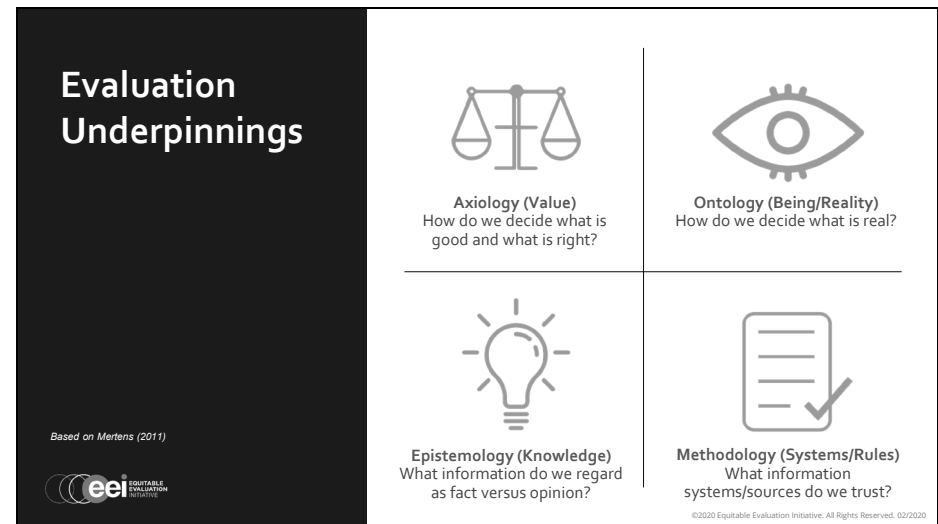 Evaluation
Underpinnings
Axiology (Value)
How do we decide what is
good and what is right?
Ontology (Being/Reality)
How do we decide what is real?
Epistemology (Knowledge)
What information do we regard
as fact versus opinion?
Methodology (Systems/Rules)
What information
systems/sources do we trust?
Based on Mertens (2011)
eei
EQUITABLE
EVALUATION
INITIATIVE
©2020 Equitable Evaluation Initiative. All Rights Reserved. 02/2020